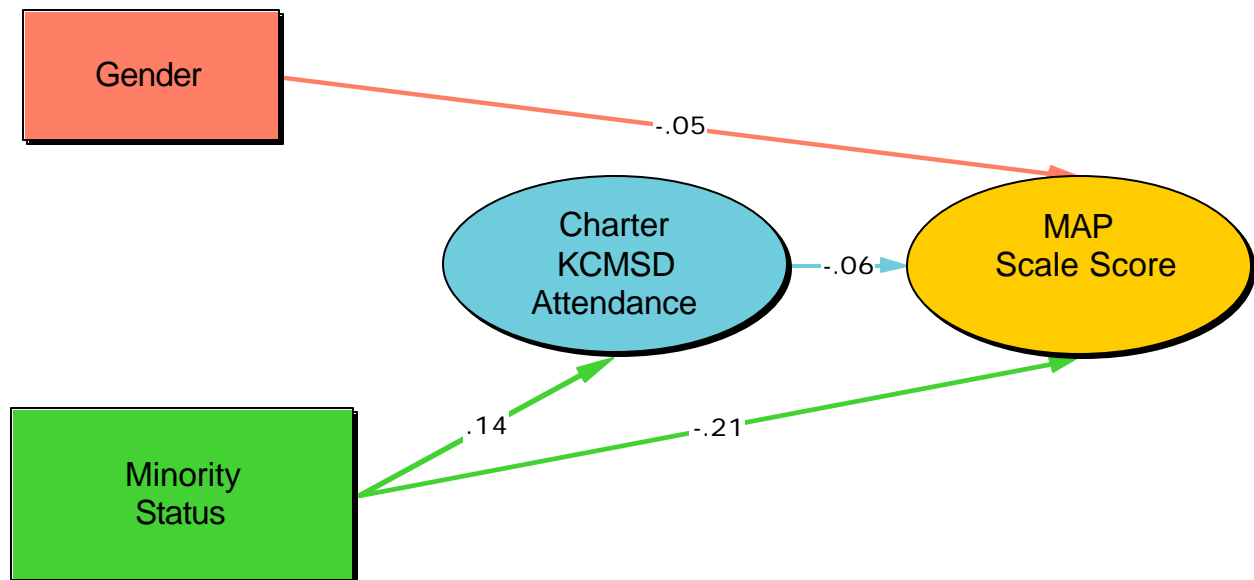 Gender
-.05
Charter
KCMSD
Attendance
-.06
MAP
Scale Score
.14
-.21
Minority
Status